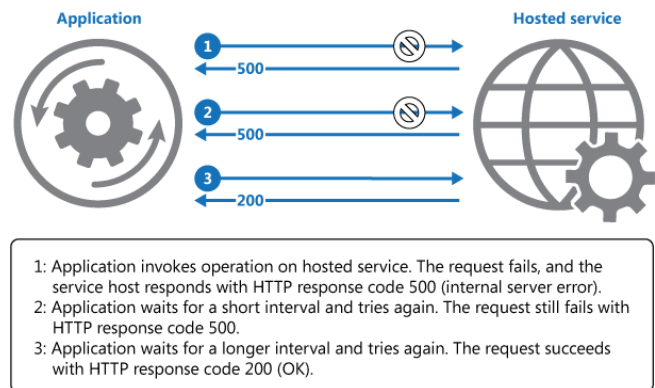 Application
Hosted service
1
500
2
500
3
200
1: Application invokes operation on hosted service. The request fails, and the
service host responds with HTTP response code 500 (internal server error).
2: Application waits for a short interval and tries again. The request still fails with
HTTP response code 500.
3: Application waits for a longer interval and tries again. The request succeeds
with HTTP response code 200 (OK).